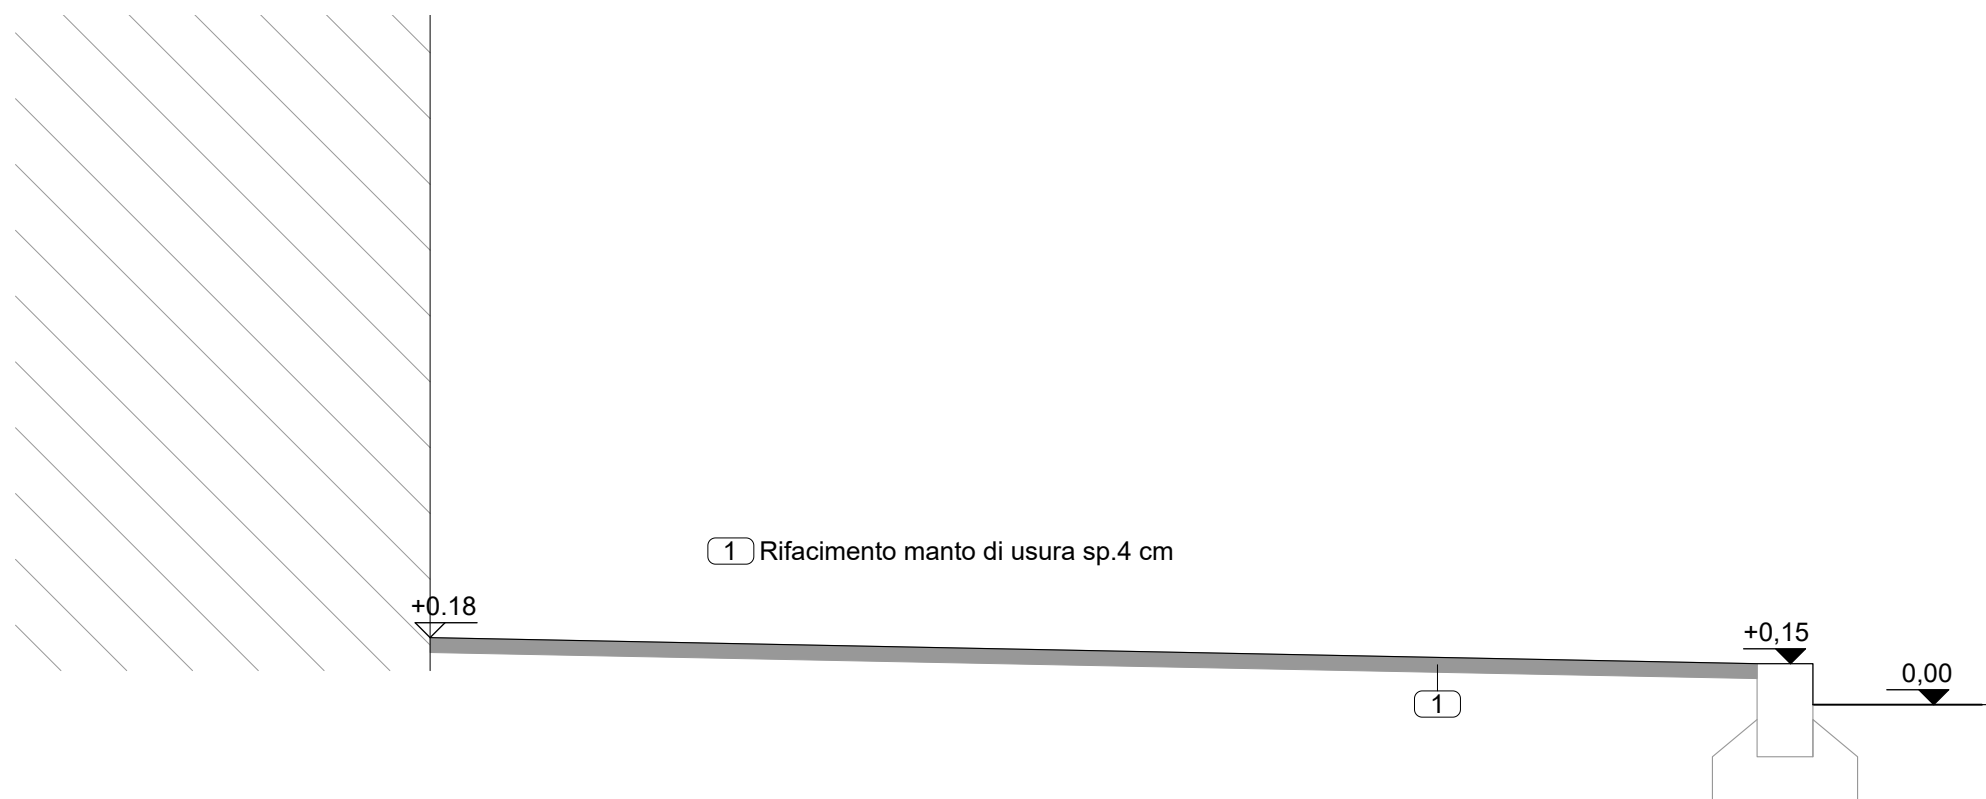 1 Rifacimento manto di usura sp.4 cm
+0.18
+0,15
0,00
1